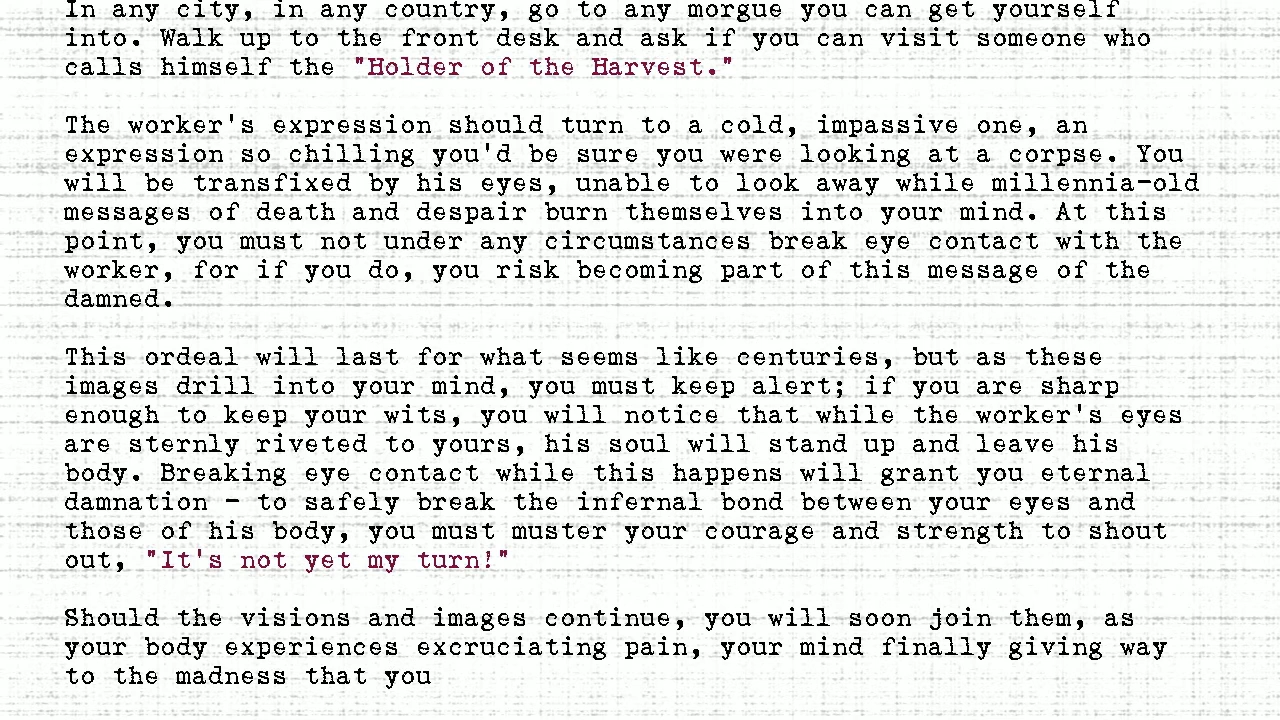 In any city, in any country, go to any morgue you can get yourself
into. Walk up to the front desk and ask if you can visit someone who
calls himself the "Holder of the Harvest."
The worker's expression should turn to a cold, impassive one, an
expression so chilling you'd be sure you were looking at a corpse. You
will be transfixed by his eyes, unable to look away while millennia-old
messages of death and despair burn themselves into your mind. At this
point, you must not under any circumstances break eye contact with the
worker, for if you do, you risk becoming part of this message of the
damned.
This ordeal will last for what seems like centuries, but as these
images drill into your mind, you must keep alert; if you are sharp
enough to keep your wits, you will notice that while the worker's eyes
are sternly riveted to yours, his soul will stand up and leave his
body. Breaking eye contact while this happens will grant you eternal
damnation - to safely break the infernal bond between your eyes and
those of his body, you must muster your courage and strength to shout
out, "It's not yet my turn!"
Should the visions and images continue, you will soon join them, as
your body experiences excruciating pain, your mind finally giving way
to the madness that you